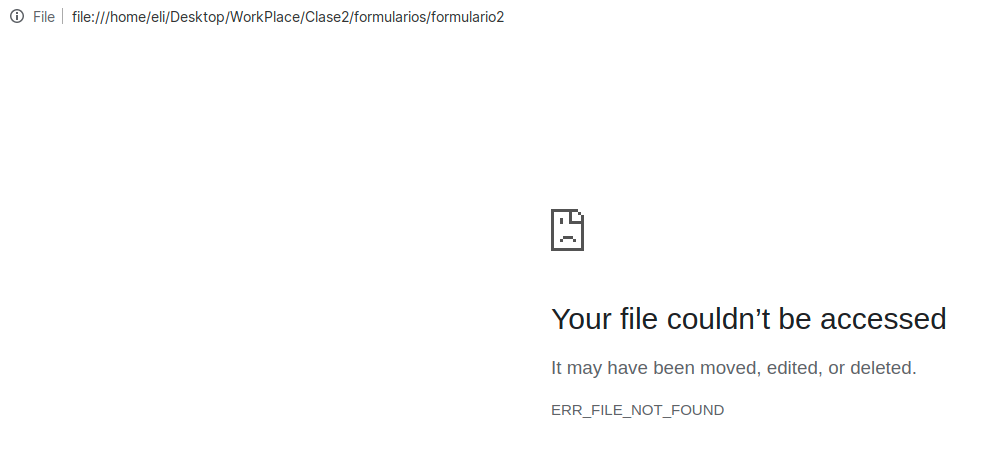 File file:///home/eli/Desktop/WorkPlace/Clase2/formularios/formulario2
Your file couldn’t be accessed
It may have been moved, edited, or deleted.
ERR_FILE_NOT_FOUND